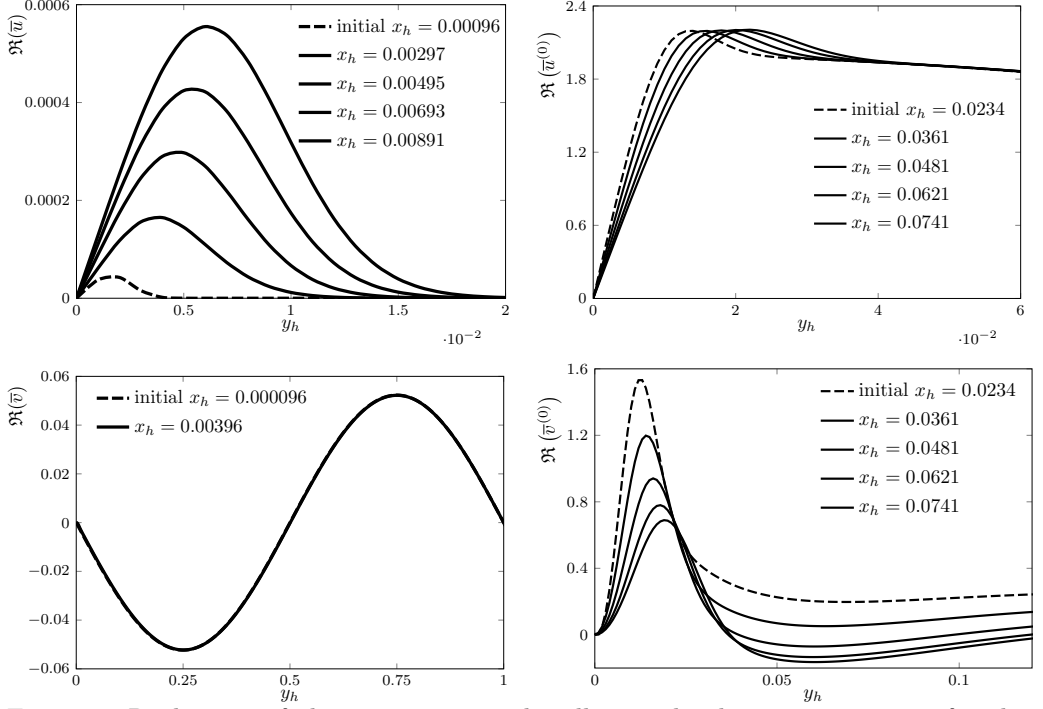 0.0006
0.0004
0.0002
0
ℜ(u̅)
initial x_h = 0.00096
x_h = 0.00297
x_h = 0.00495
x_h = 0.00693
x_h = 0.00891
0 0.5 1 1.5 2
y_h
·10⁻²
2.4
1.8
1.2
0.6
0
ℜ (u̅⁽⁰⁾)
initial x_h = 0.0234
x_h = 0.0361
x_h = 0.0481
x_h = 0.0621
x_h = 0.0741
0 2 4 6
y_h
·10⁻²
0.06
0.04
0.02
0
−0.02
−0.04
−0.06
ℜ(v̅)
initial x_h = 0.000096
x_h = 0.00396
0 0.25 0.5 0.75 1
y_h
1.6
1.2
0.8
0.4
0
ℜ (v̅⁽⁰⁾)
initial x_h = 0.0234
x_h = 0.0361
x_h = 0.0481
x_h = 0.0621
x_h = 0.0741
0 0.05 0.1
y_h